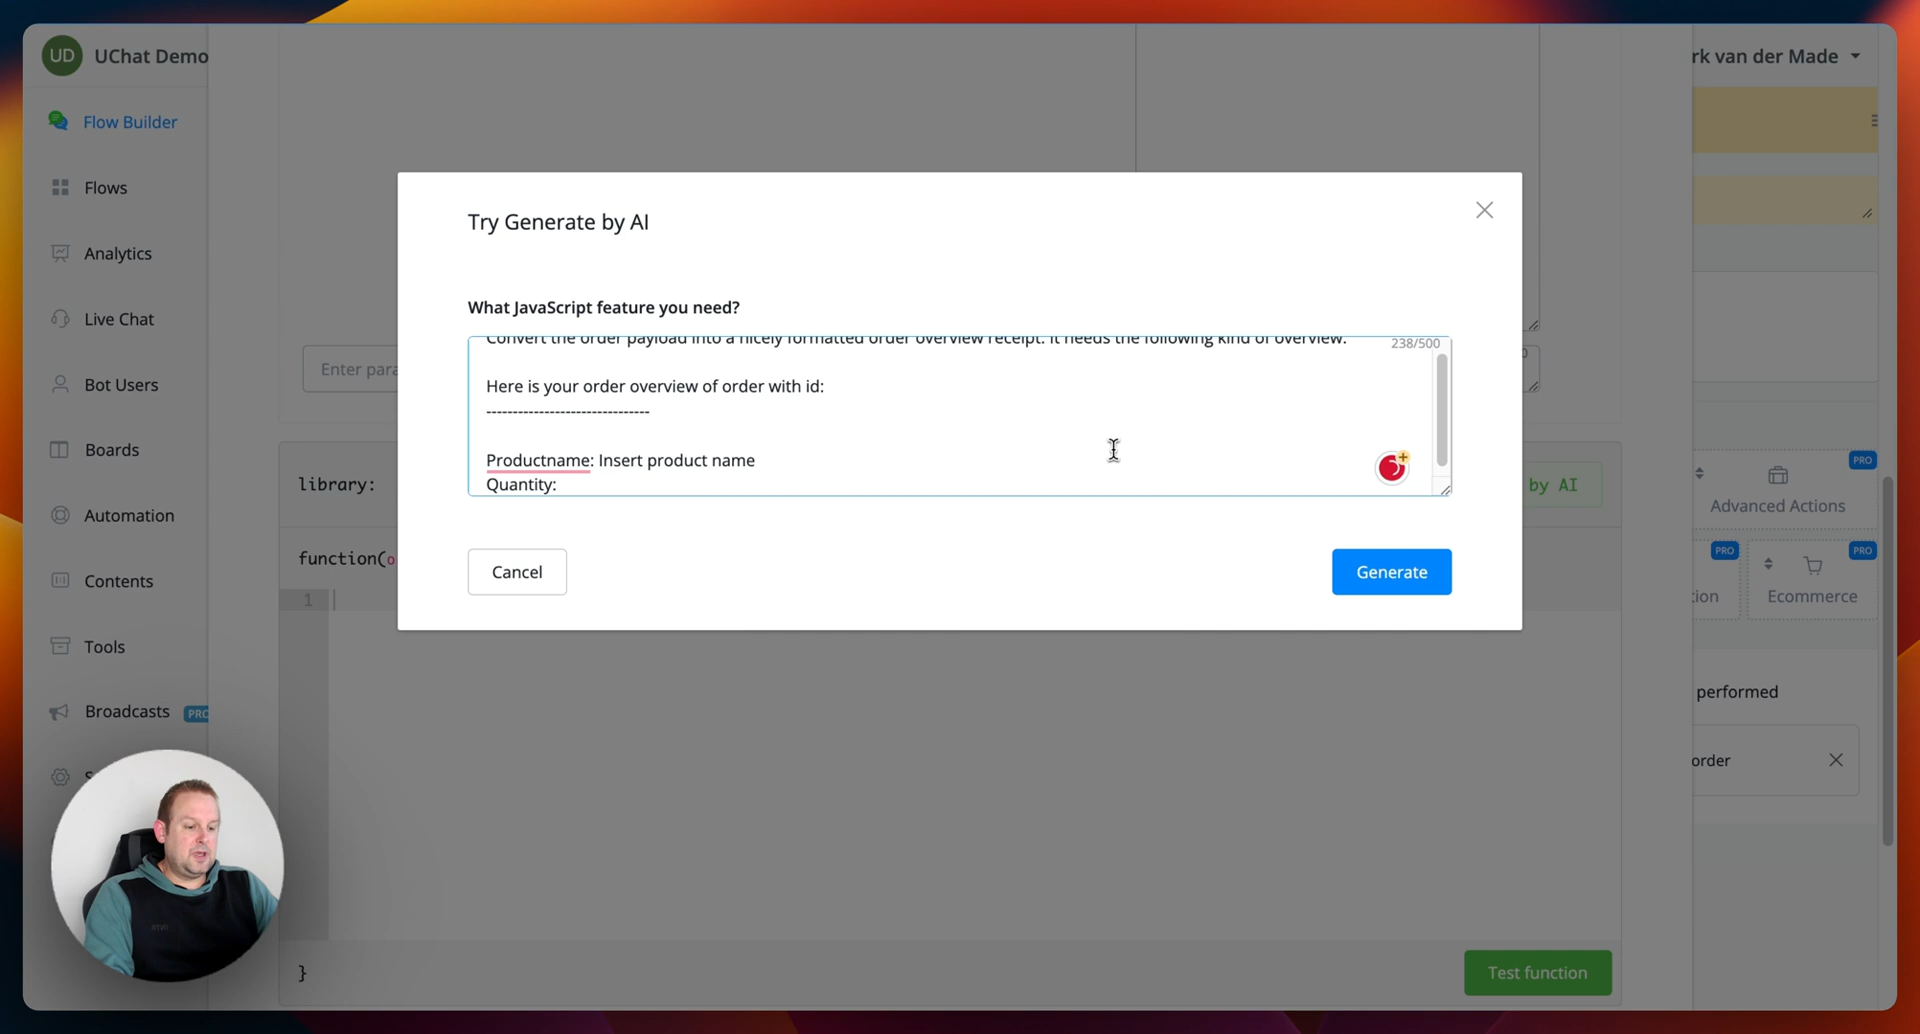 UD UChat Demo
rk van der Made
Flow Builder
Flows
Analytics
Live Chat
Bot Users
Boards
Automation
Contents
Tools
Broadcasts PRO
S
Enter para
library:
function(o
1
}
Try Generate by AI
What JavaScript feature you need?
Convert the order payload into a nicely formatted order overview receipt. It needs the following kind of overview:
238/500
Here is your order overview of order with id:
-------------------------------
Productname: Insert product name
Quantity:
Cancel
Generate
by AI
PRO
Advanced Actions
PRO
PRO
tion
Ecommerce
performed
order
Test function